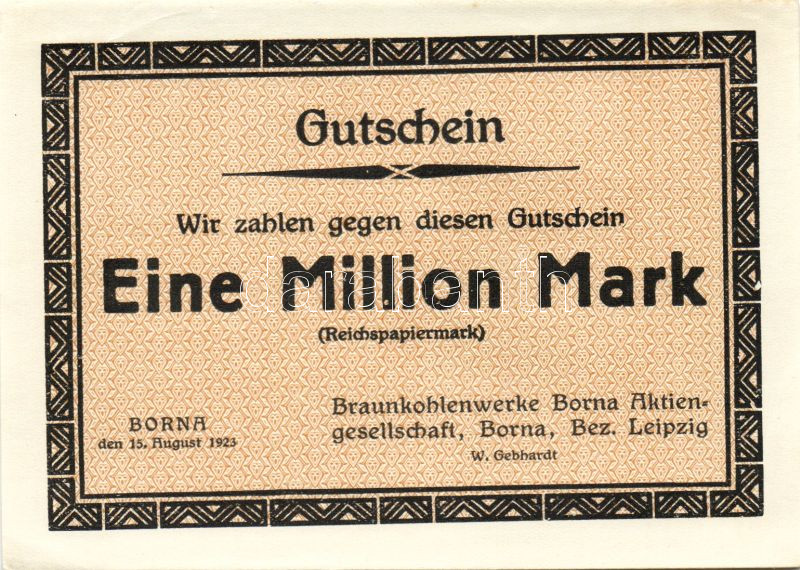 Gutschein
Wir zahlen gegen diesen Gutschein
Eine Million Mark
darabanth
(Reichspapiermark)
BORNA
den 15. August 1923
Braunkohlenwerke Borna Aktien-
gesellschaft, Borna, Bez. Leipzig
W. Gebhardt